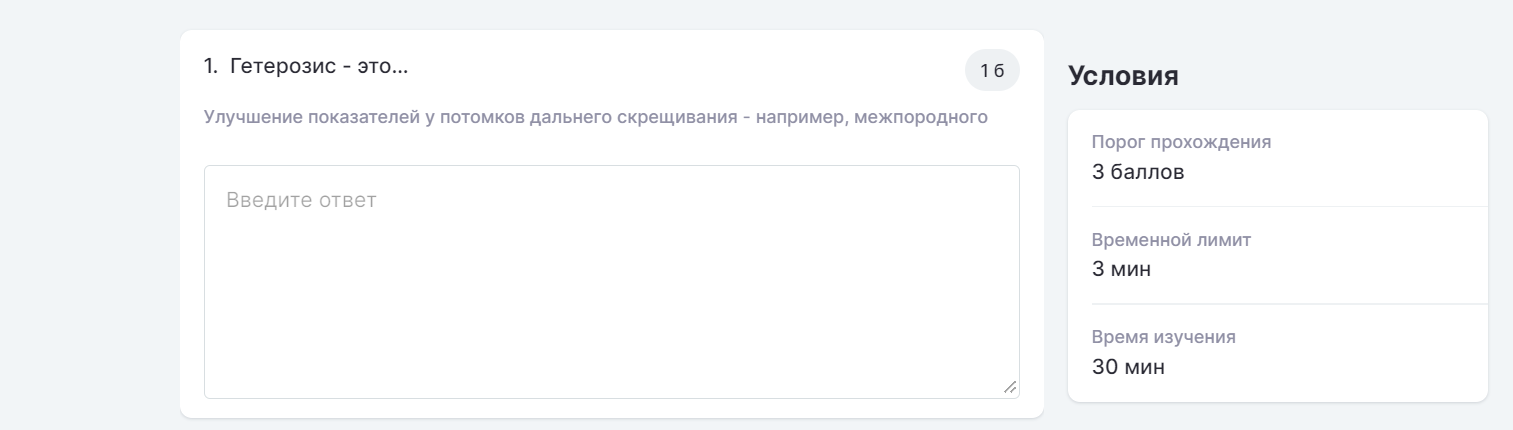 1. Гетерозис - это...
1 б
Улучшение показателей у потомков дальнего скрещивания - например, межпородного
Введите ответ
Условия
Порог прохождения
3 баллов
Временной лимит
3 мин
Время изучения
30 мин